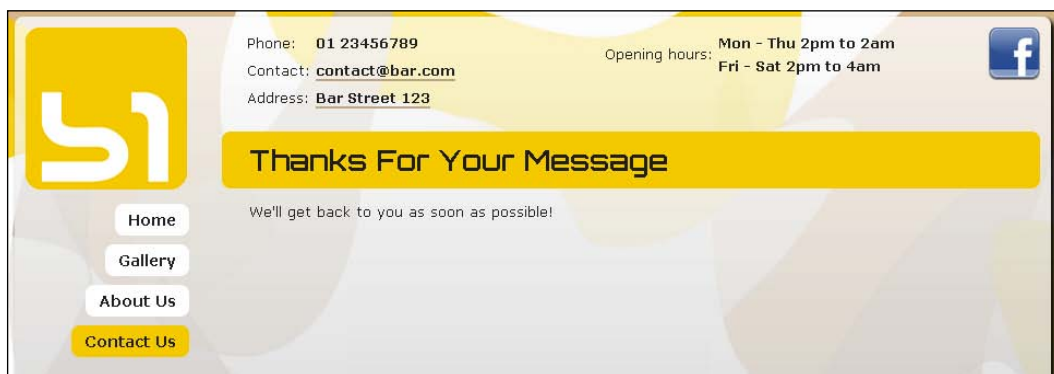 b1
Phone: 01 23456789
Contact: contact@bar.com
Address: Bar Street 123
Opening hours: Mon - Thu 2pm to 2am
Fri - Sat 2pm to 4am
f
Thanks For Your Message
We'll get back to you as soon as possible!
Home
Gallery
About Us
Contact Us